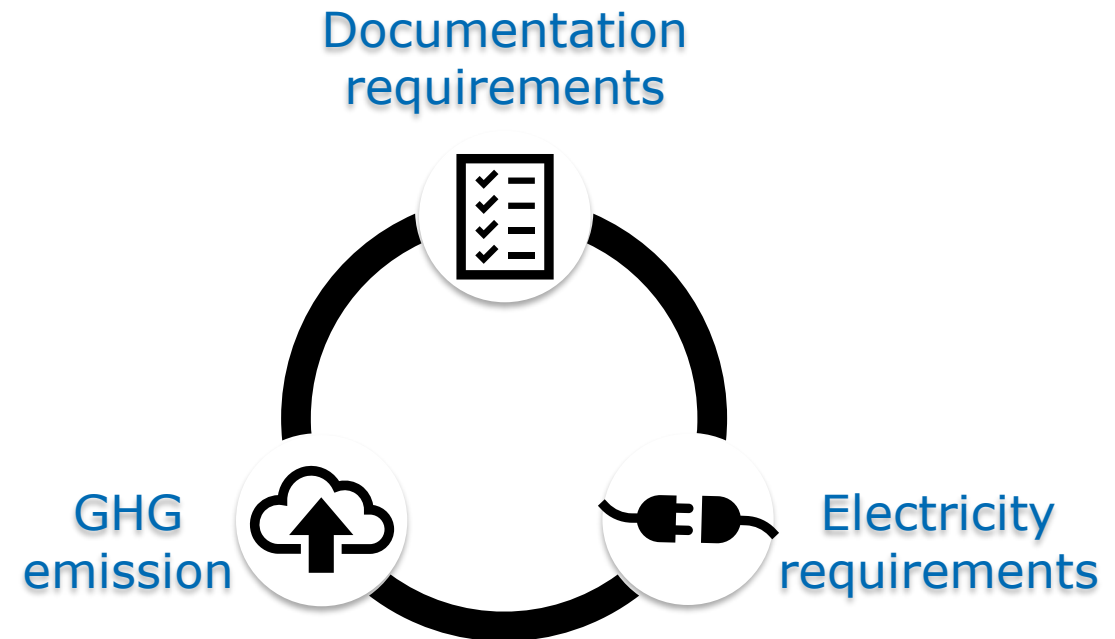 Documentation
requirements
GHG
emission
Electricity
requirements